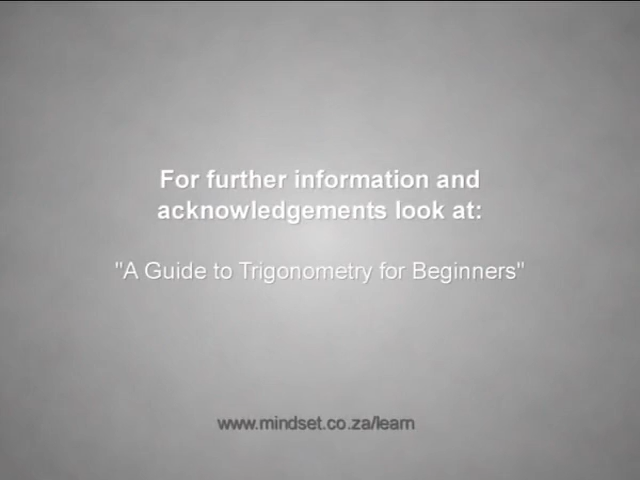 For further information and
acknowledgements look at:
"A Guide to Trigonometry for Beginners"
www.mindset.co.za/learn